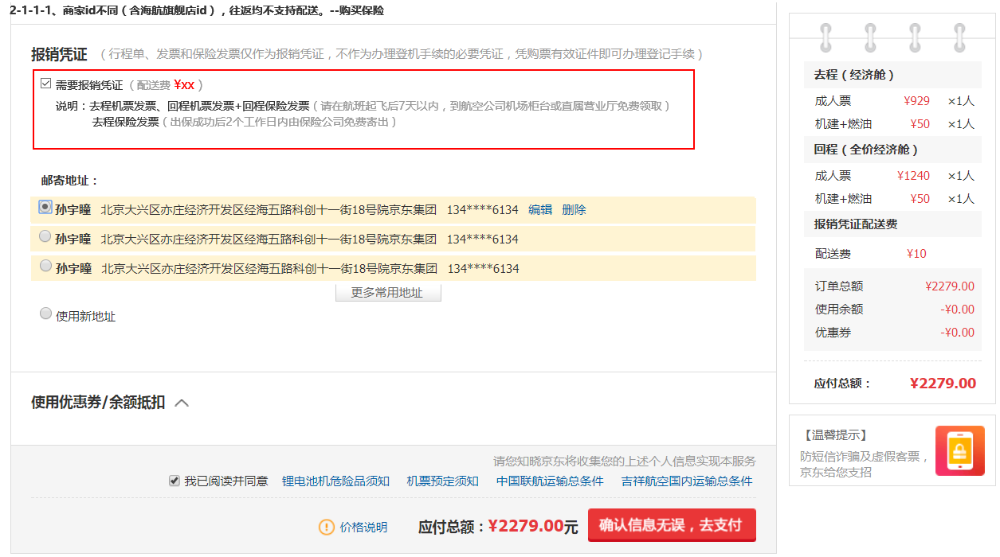 2-1-1-1、商家id不同（含海航旗舰店id），往返均不支持配送。--购买保险
报销凭证 （ 行程单、发票和保险发票仅作为报销凭证，不作为办理登机手续的必要凭证，凭购票有效证件即可办理登记手续 ）
需要报销凭证（ 配送费 ¥xx ）
说明：去程机票发票、回程机票发票+回程保险发票（ 请在航班起飞后7天以内，到航空公司机场柜台或直属营业厅免费领取 ）
去程保险发票（ 出保成功后2个工作日内由保险公司免费寄出 ）
邮寄地址：
孙宇曈 北京大兴区亦庄经济开发区经海五路科创十一街18号院京东集团 134****6134 编辑 删除
孙宇曈 北京大兴区亦庄经济开发区经海五路科创十一街18号院京东集团 134****6134
孙宇曈 北京大兴区亦庄经济开发区经海五路科创十一街18号院京东集团 134****6134
更多常用地址
使用新地址
使用优惠券/余额抵扣
请您知晓京东将收集您的上述个人信息实现本服务
我已阅读并同意 锂电池机危险品须知 机票预定须知 中国联航运输总条件 吉祥航空国内运输总条件
价格说明 应付总额：¥2279.00元 确认信息无误，去支付
去程（ 经济舱 ）
成人票 ¥929 ×1人
机建+燃油 ¥50 ×1人
回程（ 全价经济舱 ）
成人票 ¥1240 ×1人
机建+燃油 ¥50 ×1人
报销凭证配送费
配送费 ¥10
订单总额 ¥2279.00
使用余额 -¥0.00
优惠券 -¥0.00
应付总额： ¥2279.00
【温馨提示】
防短信诈骗及虚假客票，
京东给您支招